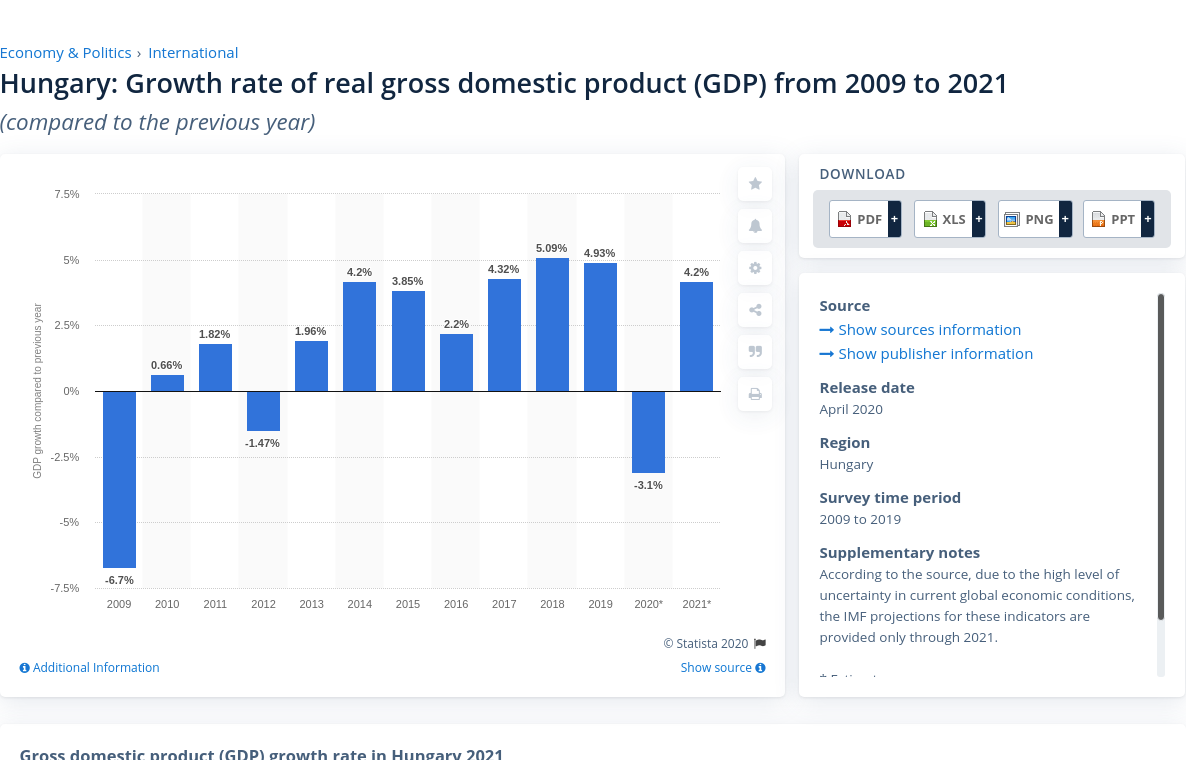 Economy & Politics › International
Hungary: Growth rate of real gross domestic product (GDP) from 2009 to 2021
(compared to the previous year)
GDP growth compared to previous year
7.5%
5%
2.5%
0%
-2.5%
-5%
-7.5%
-6.7%
0.66%
1.82%
-1.47%
1.96%
4.2%
3.85%
2.2%
4.32%
5.09%
4.93%
-3.1%
4.2%
2009 2010 2011 2012 2013 2014 2015 2016 2017 2018 2019 2020* 2021*
© Statista 2020
Additional Information
Show source
DOWNLOAD
PDF + XLS + PNG + PPT +
Source
Show sources information
Show publisher information
Release date
April 2020
Region
Hungary
Survey time period
2009 to 2019
Supplementary notes
According to the source, due to the high level of
uncertainty in current global economic conditions,
the IMF projections for these indicators are
provided only through 2021.
Gross domestic product (GDP) growth rate in Hungary 2021